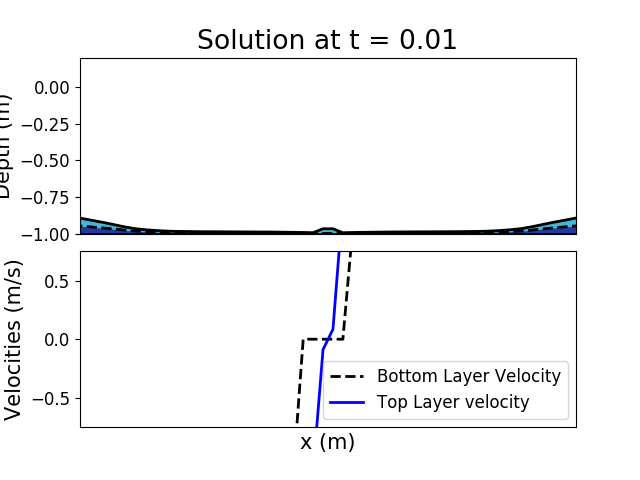 Solution at t = 0.01
Depth (m)
0.00
−0.25
−0.50
−0.75
−1.00
Velocities (m/s)
0.5
0.0
−0.5
Bottom Layer Velocity
Top Layer velocity
x (m)